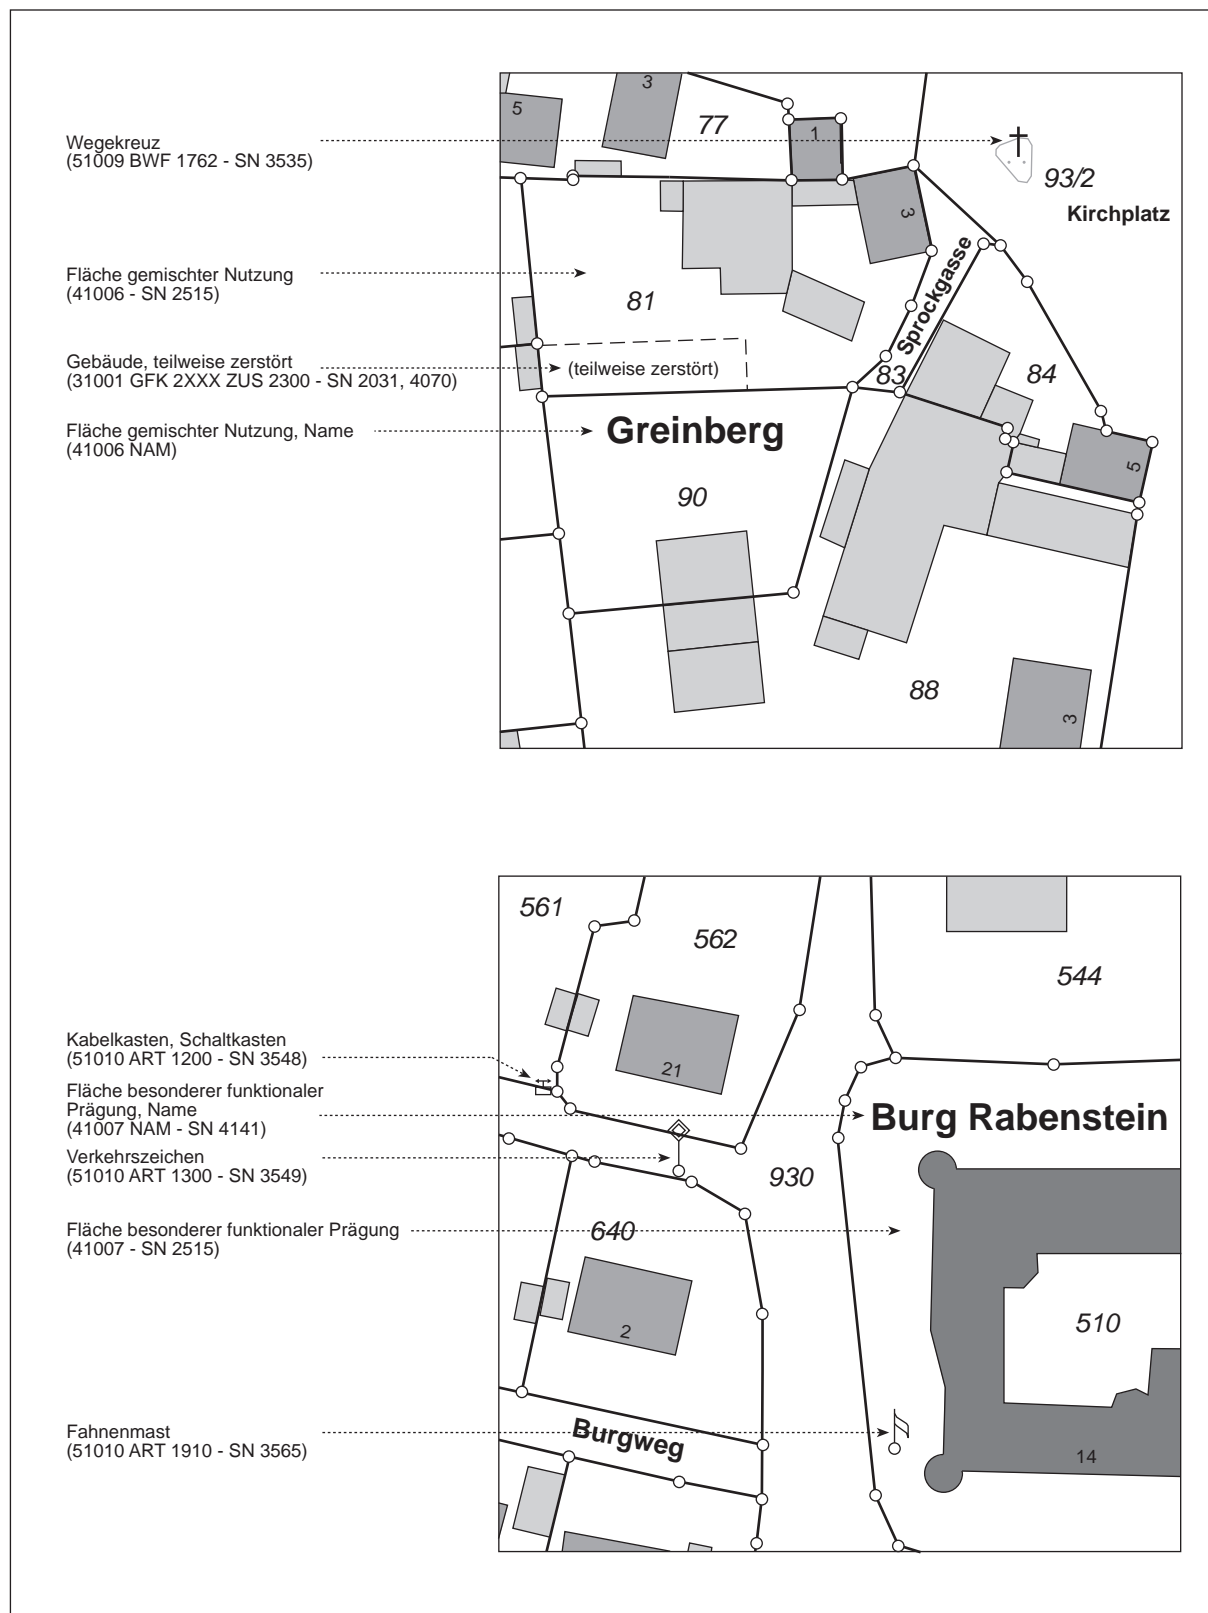 Wegekreuz
(51009 BWF 1762 - SN 3535)
Fläche gemischter Nutzung
(41006 - SN 2515)
Gebäude, teilweise zerstört
(31001 GFK 2XXX ZUS 2300 - SN 2031, 4070)
Fläche gemischter Nutzung, Name
(41006 NAM)
3
5
77
1
93/2
Kirchplatz
3
Sprockgasse
81
(teilweise zerstört)
83
84
Greinberg
5
90
88
3
Kabelkasten, Schaltkasten
(51010 ART 1200 - SN 3548)
Fläche besonderer funktionaler
Prägung, Name
(41007 NAM - SN 4141)
Verkehrszeichen
(51010 ART 1300 - SN 3549)
Fläche besonderer funktionaler Prägung
(41007 - SN 2515)
Fahnenmast
(51010 ART 1910 - SN 3565)
561
562
544
21
Burg Rabenstein
930
640
510
2
Burgweg
14